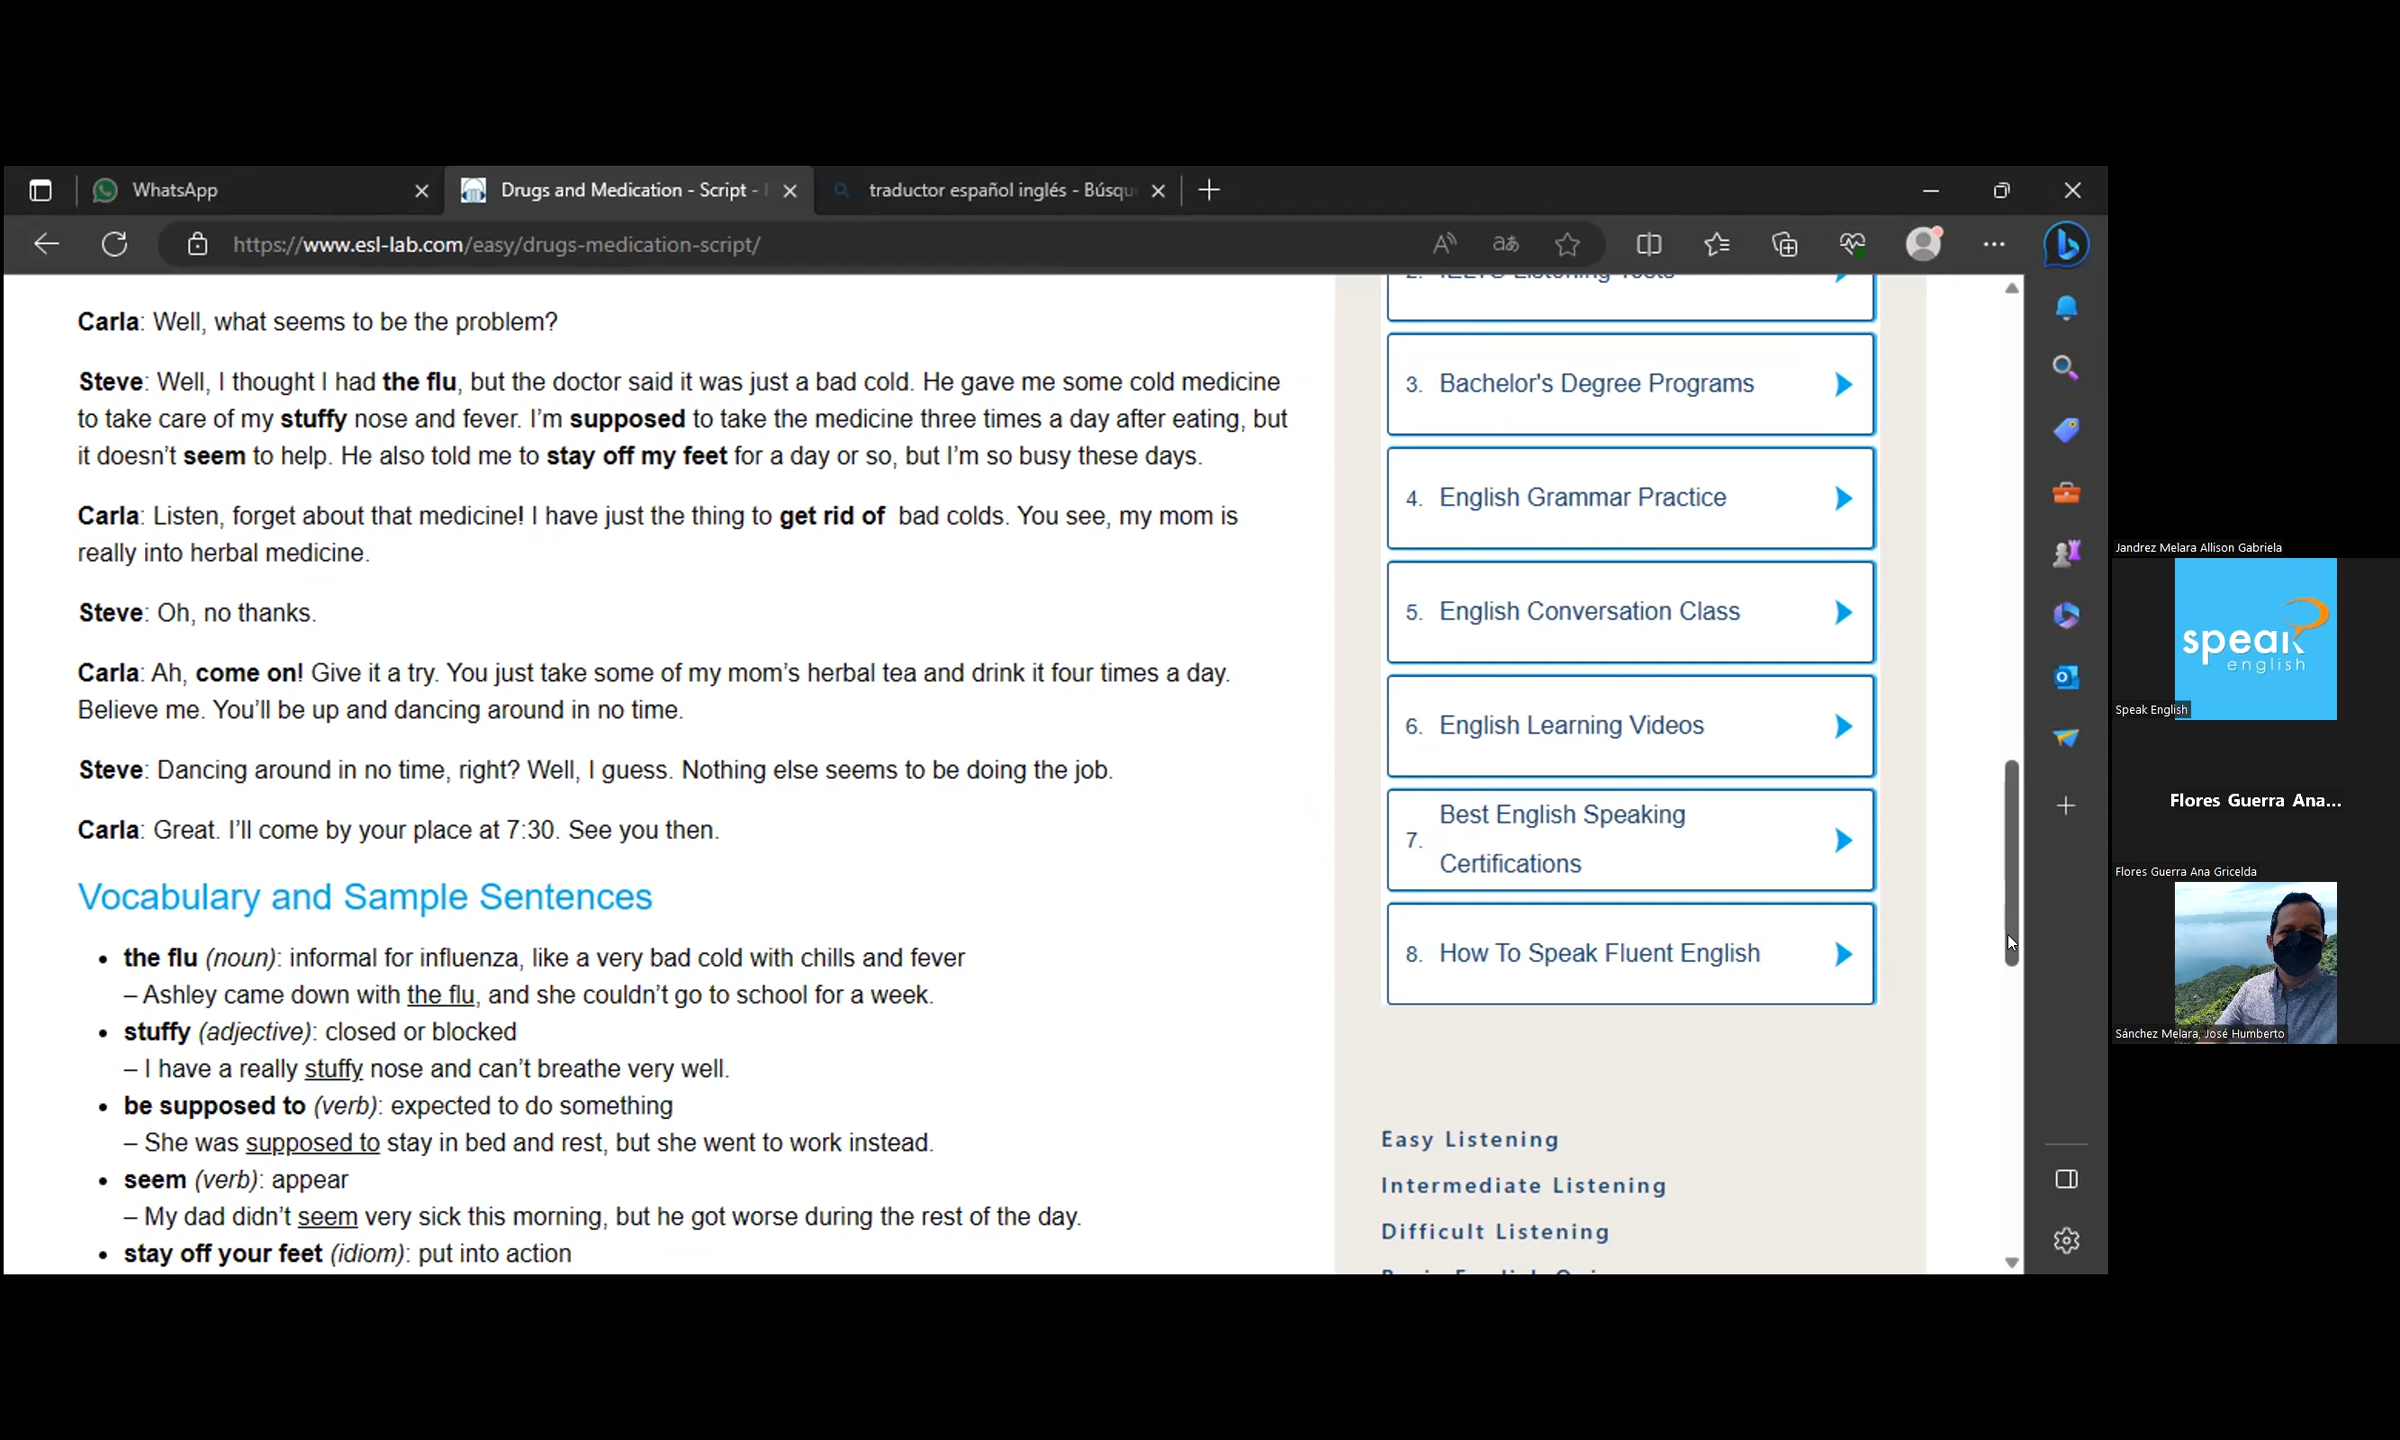 WhatsApp
Drugs and Medication - Script -
traductor español inglés - Búsqu
https://www.esl-lab.com/easy/drugs-medication-script/
Carla: Well, what seems to be the problem?
Steve: Well, I thought I had the flu, but the doctor said it was just a bad cold. He gave me some cold medicine
to take care of my stuffy nose and fever. I'm supposed to take the medicine three times a day after eating, but
it doesn't seem to help. He also told me to stay off my feet for a day or so, but I'm so busy these days.
Carla: Listen, forget about that medicine! I have just the thing to get rid of bad colds. You see, my mom is
really into herbal medicine.
Steve: Oh, no thanks.
Carla: Ah, come on! Give it a try. You just take some of my mom's herbal tea and drink it four times a day.
Believe me. You'll be up and dancing around in no time.
Steve: Dancing around in no time, right? Well, I guess. Nothing else seems to be doing the job.
Carla: Great. I'll come by your place at 7:30. See you then.
Vocabulary and Sample Sentences
• the flu (noun): informal for influenza, like a very bad cold with chills and fever
– Ashley came down with the flu, and she couldn't go to school for a week.
• stuffy (adjective): closed or blocked
– I have a really stuffy nose and can't breathe very well.
• be supposed to (verb): expected to do something
– She was supposed to stay in bed and rest, but she went to work instead.
• seem (verb): appear
– My dad didn't seem very sick this morning, but he got worse during the rest of the day.
• stay off your feet (idiom): put into action
2. IELTS Listening Tests
3. Bachelor's Degree Programs
4. English Grammar Practice
5. English Conversation Class
6. English Learning Videos
7. Best English Speaking
Certifications
8. How To Speak Fluent English
Easy Listening
Intermediate Listening
Difficult Listening
Jandrez Melara Allison Gabriela
speak
english
Speak English
Flores Guerra Ana...
Flores Guerra Ana Gricelda
Sánchez Melara, José Humberto